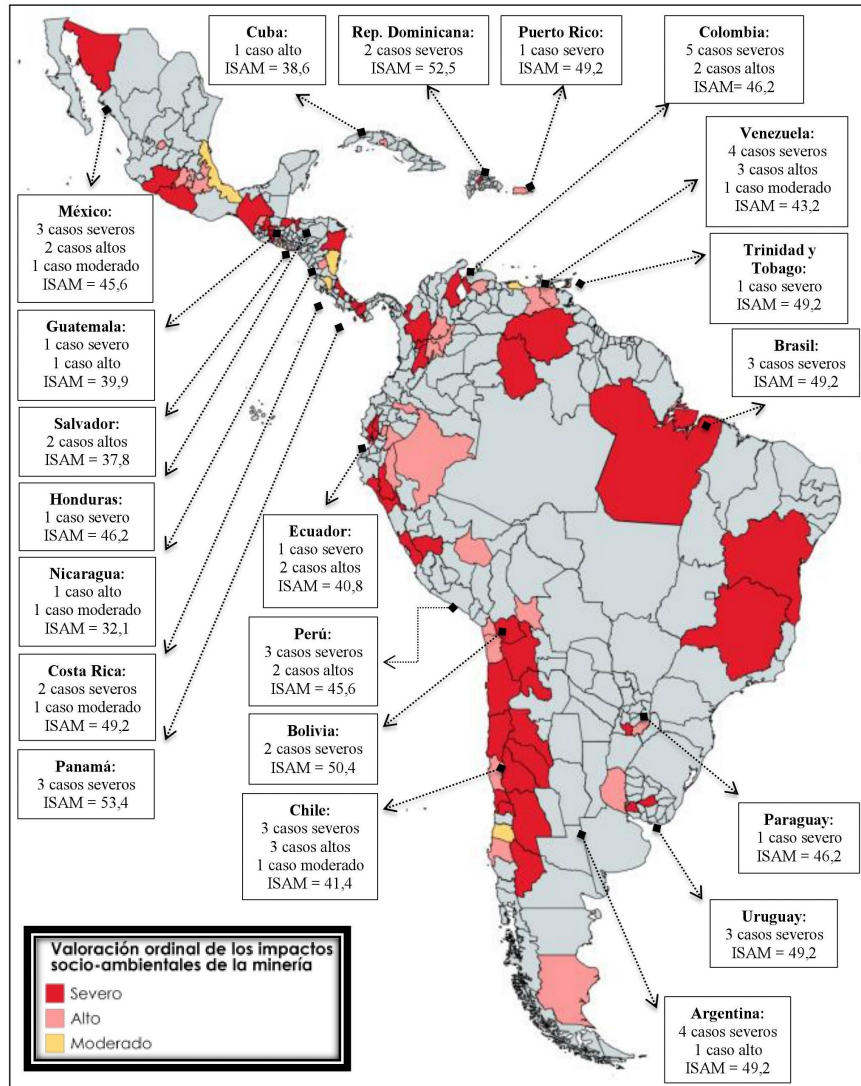 Cuba:
1 caso alto
ISAM = 38,6
Rep. Dominicana:
2 casos severos
ISAM = 52,5
Puerto Rico:
1 caso severo
ISAM = 49,2
Colombia:
5 casos severos
2 casos altos
ISAM= 46,2
Venezuela:
4 casos severos
3 casos altos
1 caso moderado
ISAM = 43,2
México:
3 casos severos
2 casos altos
1 caso moderado
ISAM = 45,6
Trinidad y
Tobago:
1 caso severo
ISAM = 49,2
Guatemala:
1 caso severo
1 caso alto
ISAM = 39,9
Brasil:
3 casos severos
ISAM = 49,2
Salvador:
2 casos altos
ISAM = 37,8
Honduras:
1 caso severo
ISAM = 46,2
Ecuador:
1 caso severo
2 casos altos
ISAM = 40,8
Nicaragua:
1 caso alto
1 caso moderado
ISAM = 32,1
Perú:
3 casos severos
2 casos altos
ISAM = 45,6
Costa Rica:
2 casos severos
1 caso moderado
ISAM = 49,2
Bolivia:
2 casos severos
ISAM = 50,4
Panamá:
3 casos severos
ISAM = 53,4
Chile:
3 casos severos
3 casos altos
1 caso moderado
ISAM = 41,4
Paraguay:
1 caso severo
ISAM = 46,2
Uruguay:
3 casos severos
ISAM = 49,2
Argentina:
4 casos severos
1 caso alto
ISAM = 49,2
Valoración ordinal de los impactos
socio-ambientales de la minería
Severo
Alto
Moderado